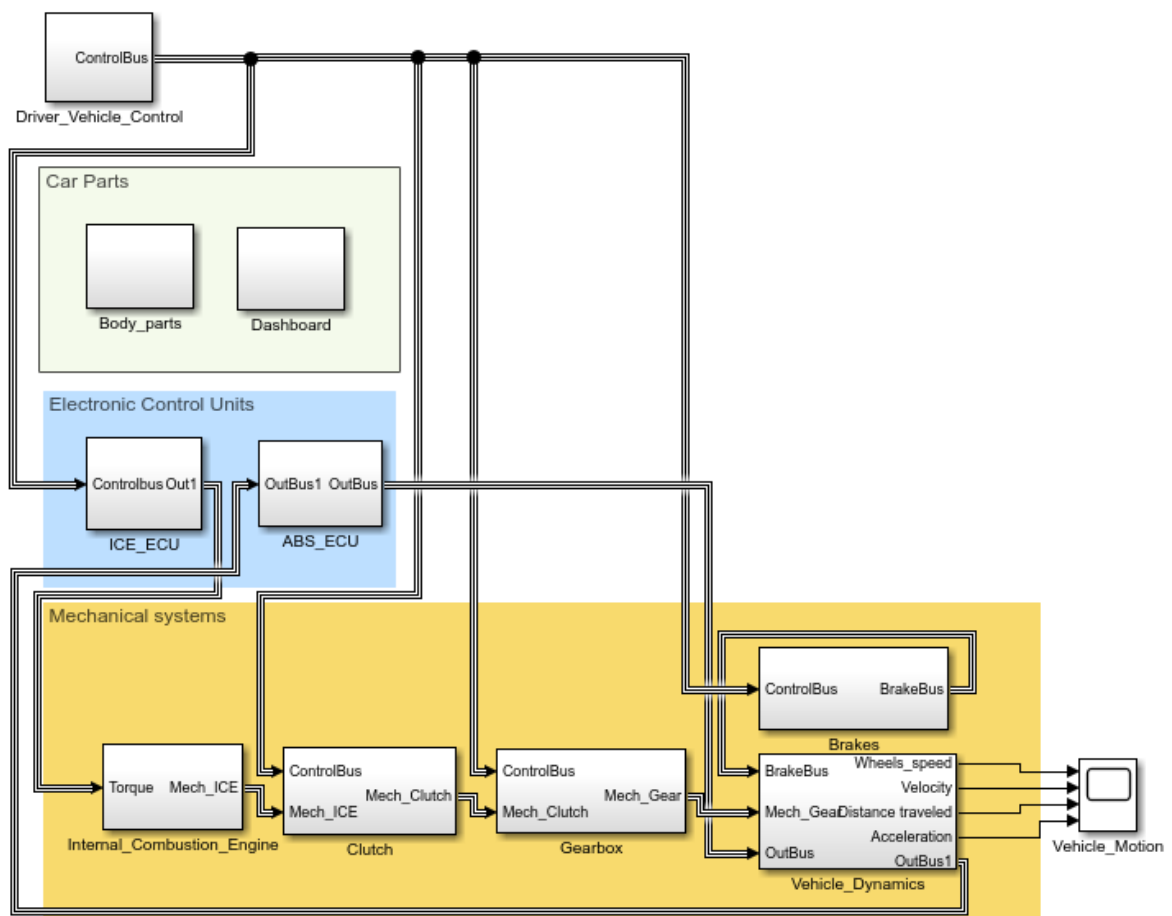 ControlBus
Driver_Vehicle_Control
Car Parts
Body_parts
Dashboard
Electronic Control Units
Controlbus Out1
ICE_ECU
OutBus1 OutBus
ABS_ECU
Mechanical systems
ControlBus BrakeBus
Brakes
Torque Mech_ICE
Internal_Combustion_Engine
ControlBus
Mech_ICE
Mech_Clutch
Clutch
ControlBus
Mech_Clutch
Mech_Gear
Gearbox
BrakeBus
Mech_Gear
OutBus
Wheels_speed
Velocity
Distance traveled
Acceleration
OutBus1
Vehicle_Dynamics
Vehicle_Motion